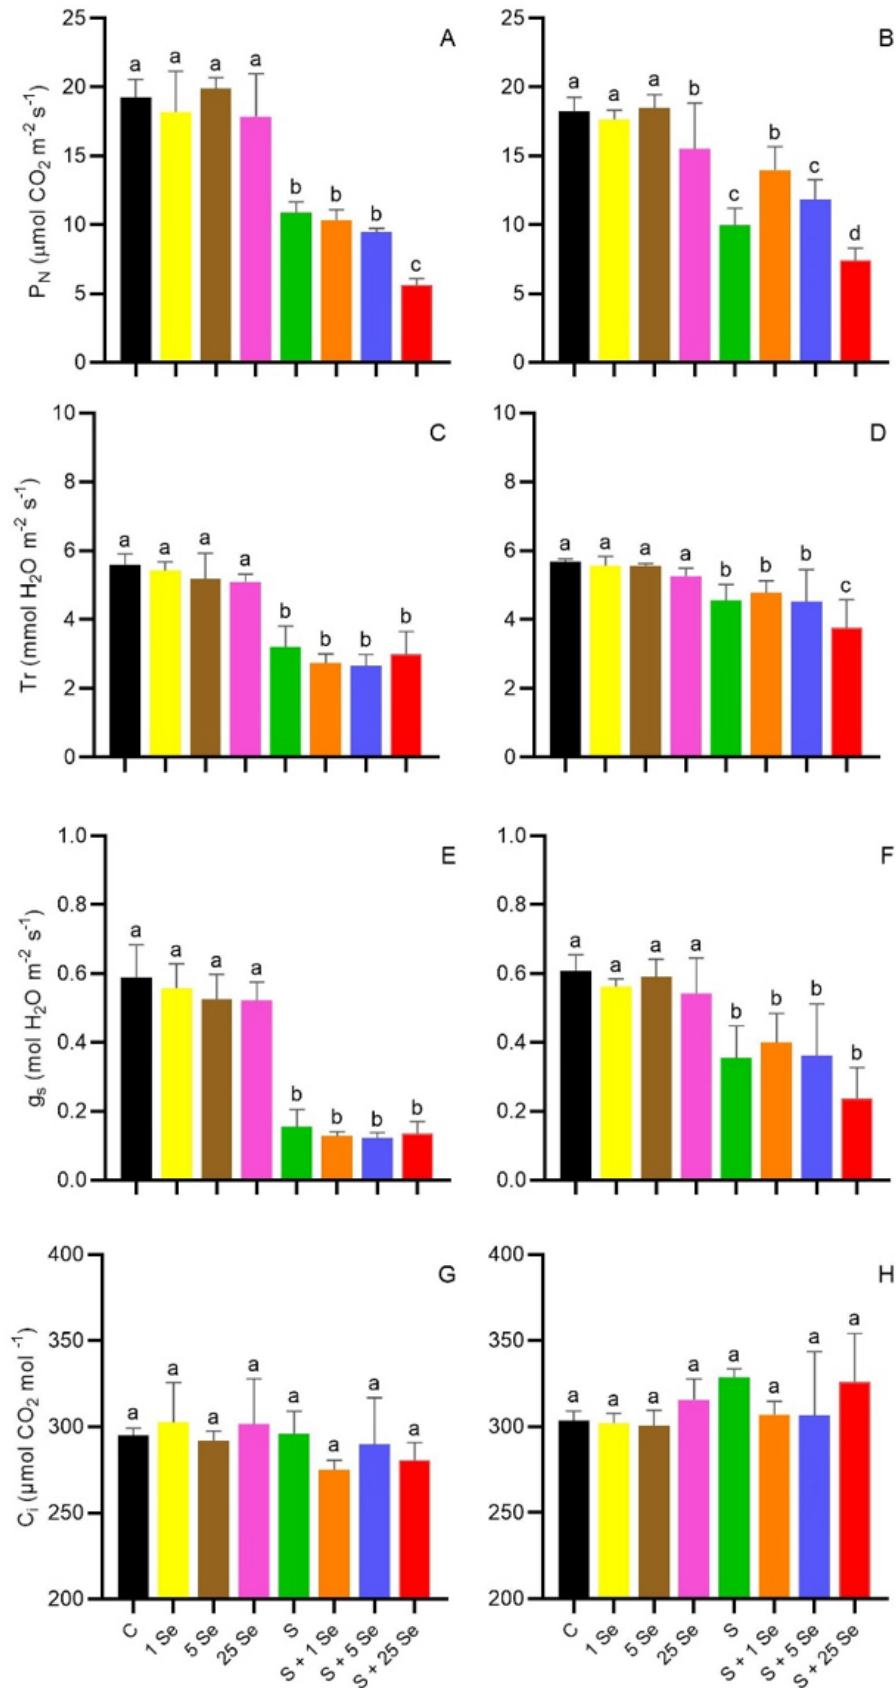 A
P_N (µmol CO₂ m⁻² s⁻¹)
25
20
15
10
5
0
a a a a b b b c
B
25
20
15
10
5
0
a a a b c b c d
C
Tr (mmol H₂O m⁻² s⁻¹)
10
8
6
4
2
0
a a a a b b b b
D
10
8
6
4
2
0
a a a a b b b c
E
gₛ (mol H₂O m⁻² s⁻¹)
1.0
0.8
0.6
0.4
0.2
0.0
a a a a b b b b
F
1.0
0.8
0.6
0.4
0.2
0.0
a a a a b b b b
G
Cᵢ (µmol CO₂ mol ⁻¹)
400
350
300
250
200
a a a a a a a a
C
1 Se
5 Se
25 Se
S
S + 1 Se
S + 5 Se
S + 25 Se
H
400
350
300
250
200
a a a a a a a a
C
1 Se
5 Se
25 Se
S
S + 1 Se
S + 5 Se
S + 25 Se